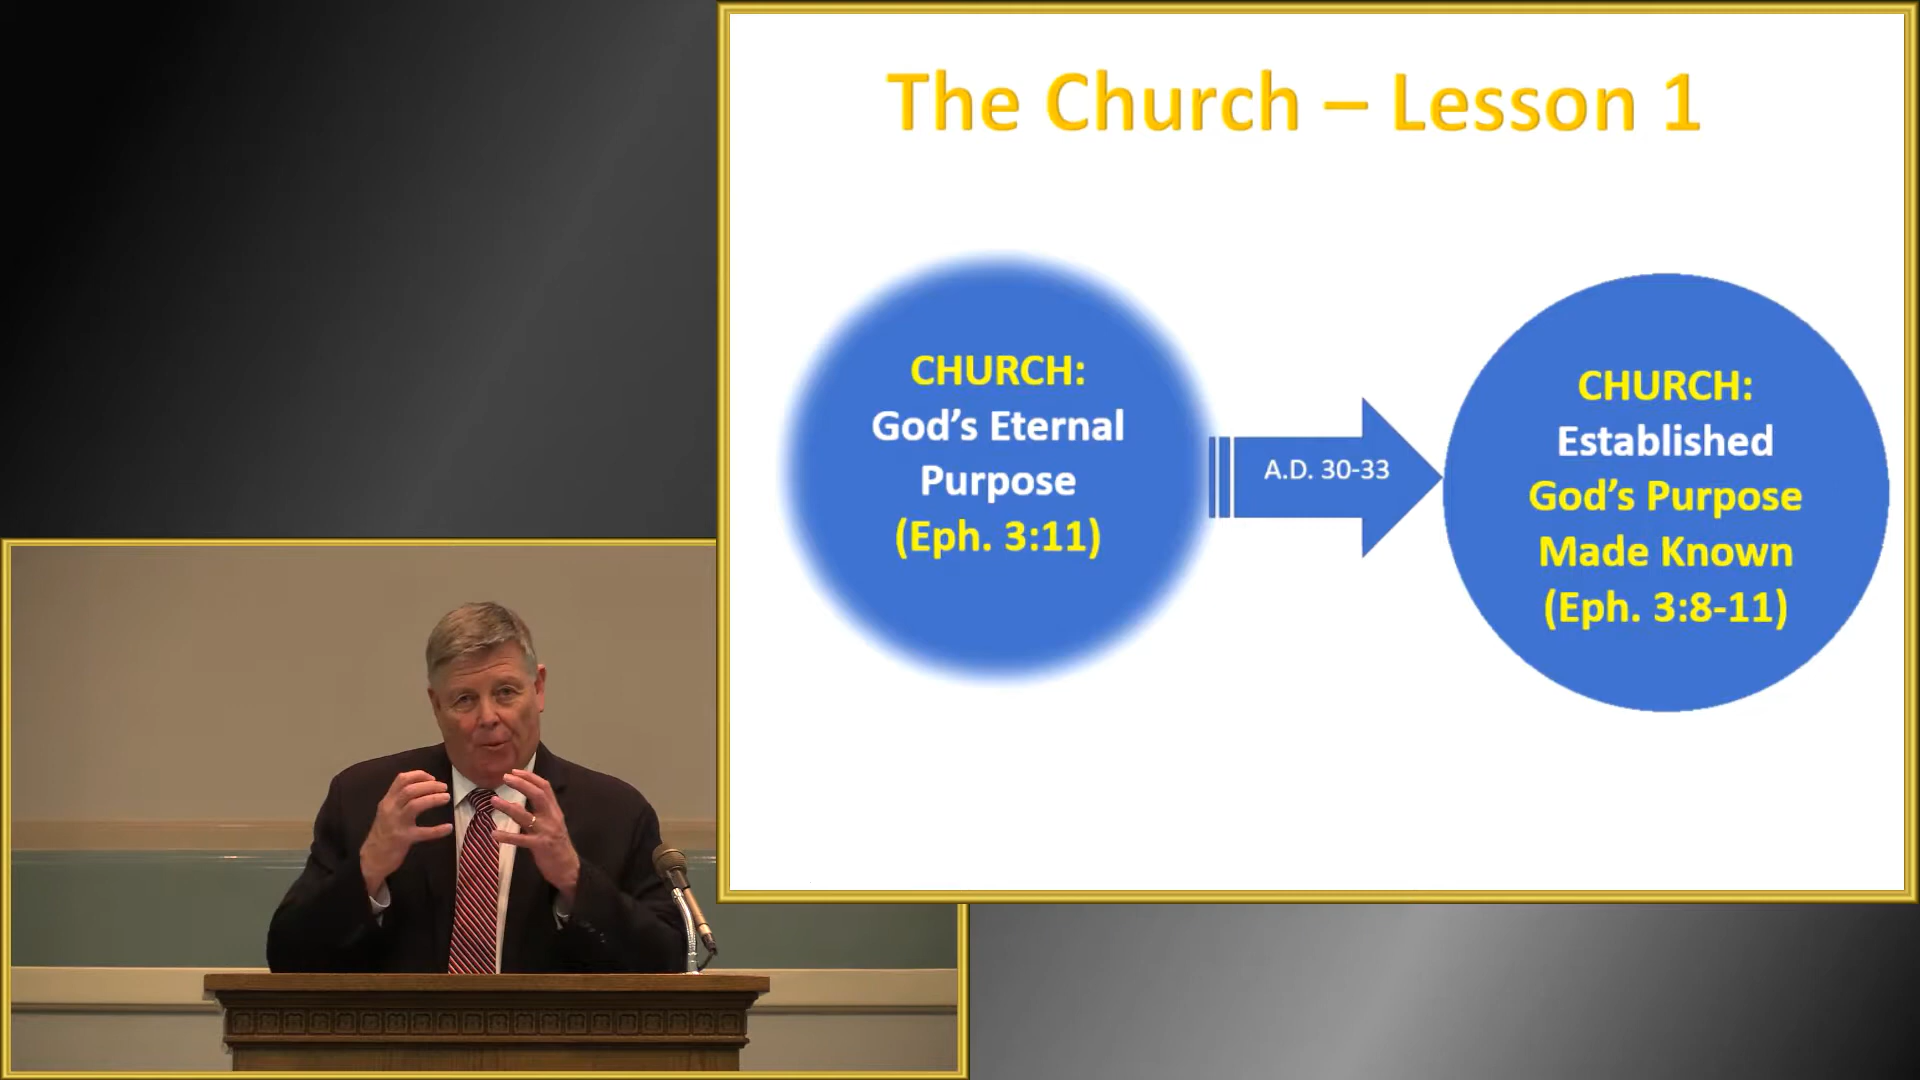 The Church – Lesson 1
CHURCH:
God’s Eternal
Purpose
(Eph. 3:11)
A.D. 30-33
CHURCH:
Established
God’s Purpose
Made Known
(Eph. 3:8-11)